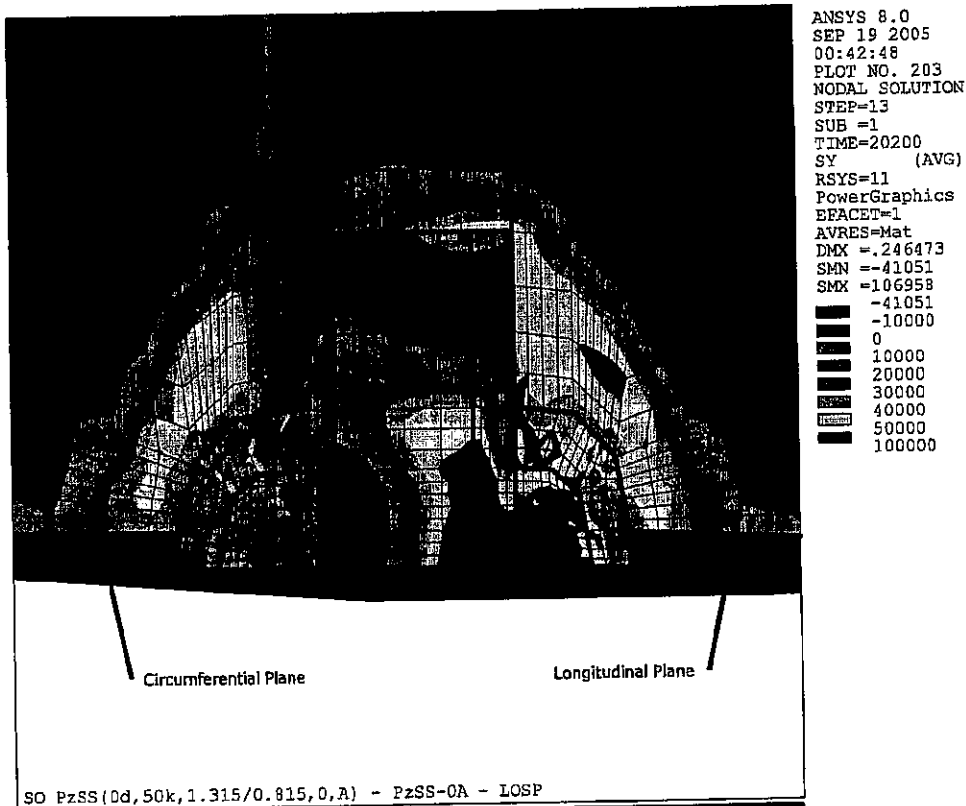 ANSYS 8.0
SEP 19 2005
00:42:48
PLOT NO. 203
NODAL SOLUTION
STEP=13
SUB =1
TIME=20200
SY (AVG)
RSYS=11
PowerGraphics
EFACET=1
AVRES=Mat
DMX =.246473
SMN =-41051
SMX =106958
-41051
-10000
0
10000
20000
30000
40000
50000
100000
Circumferential Plane
Longitudinal Plane
SO PzSS(0d,50k,1.315/0.815,0,A) - PzSS-0A - LOSP